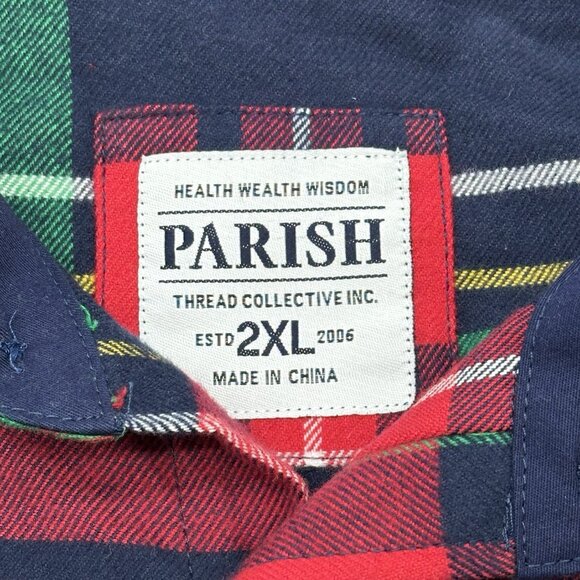 HEALTH WEALTH WISDOM
PARISH
THREAD COLLECTIVE INC.
ESTD 2XL 2006
MADE IN CHINA